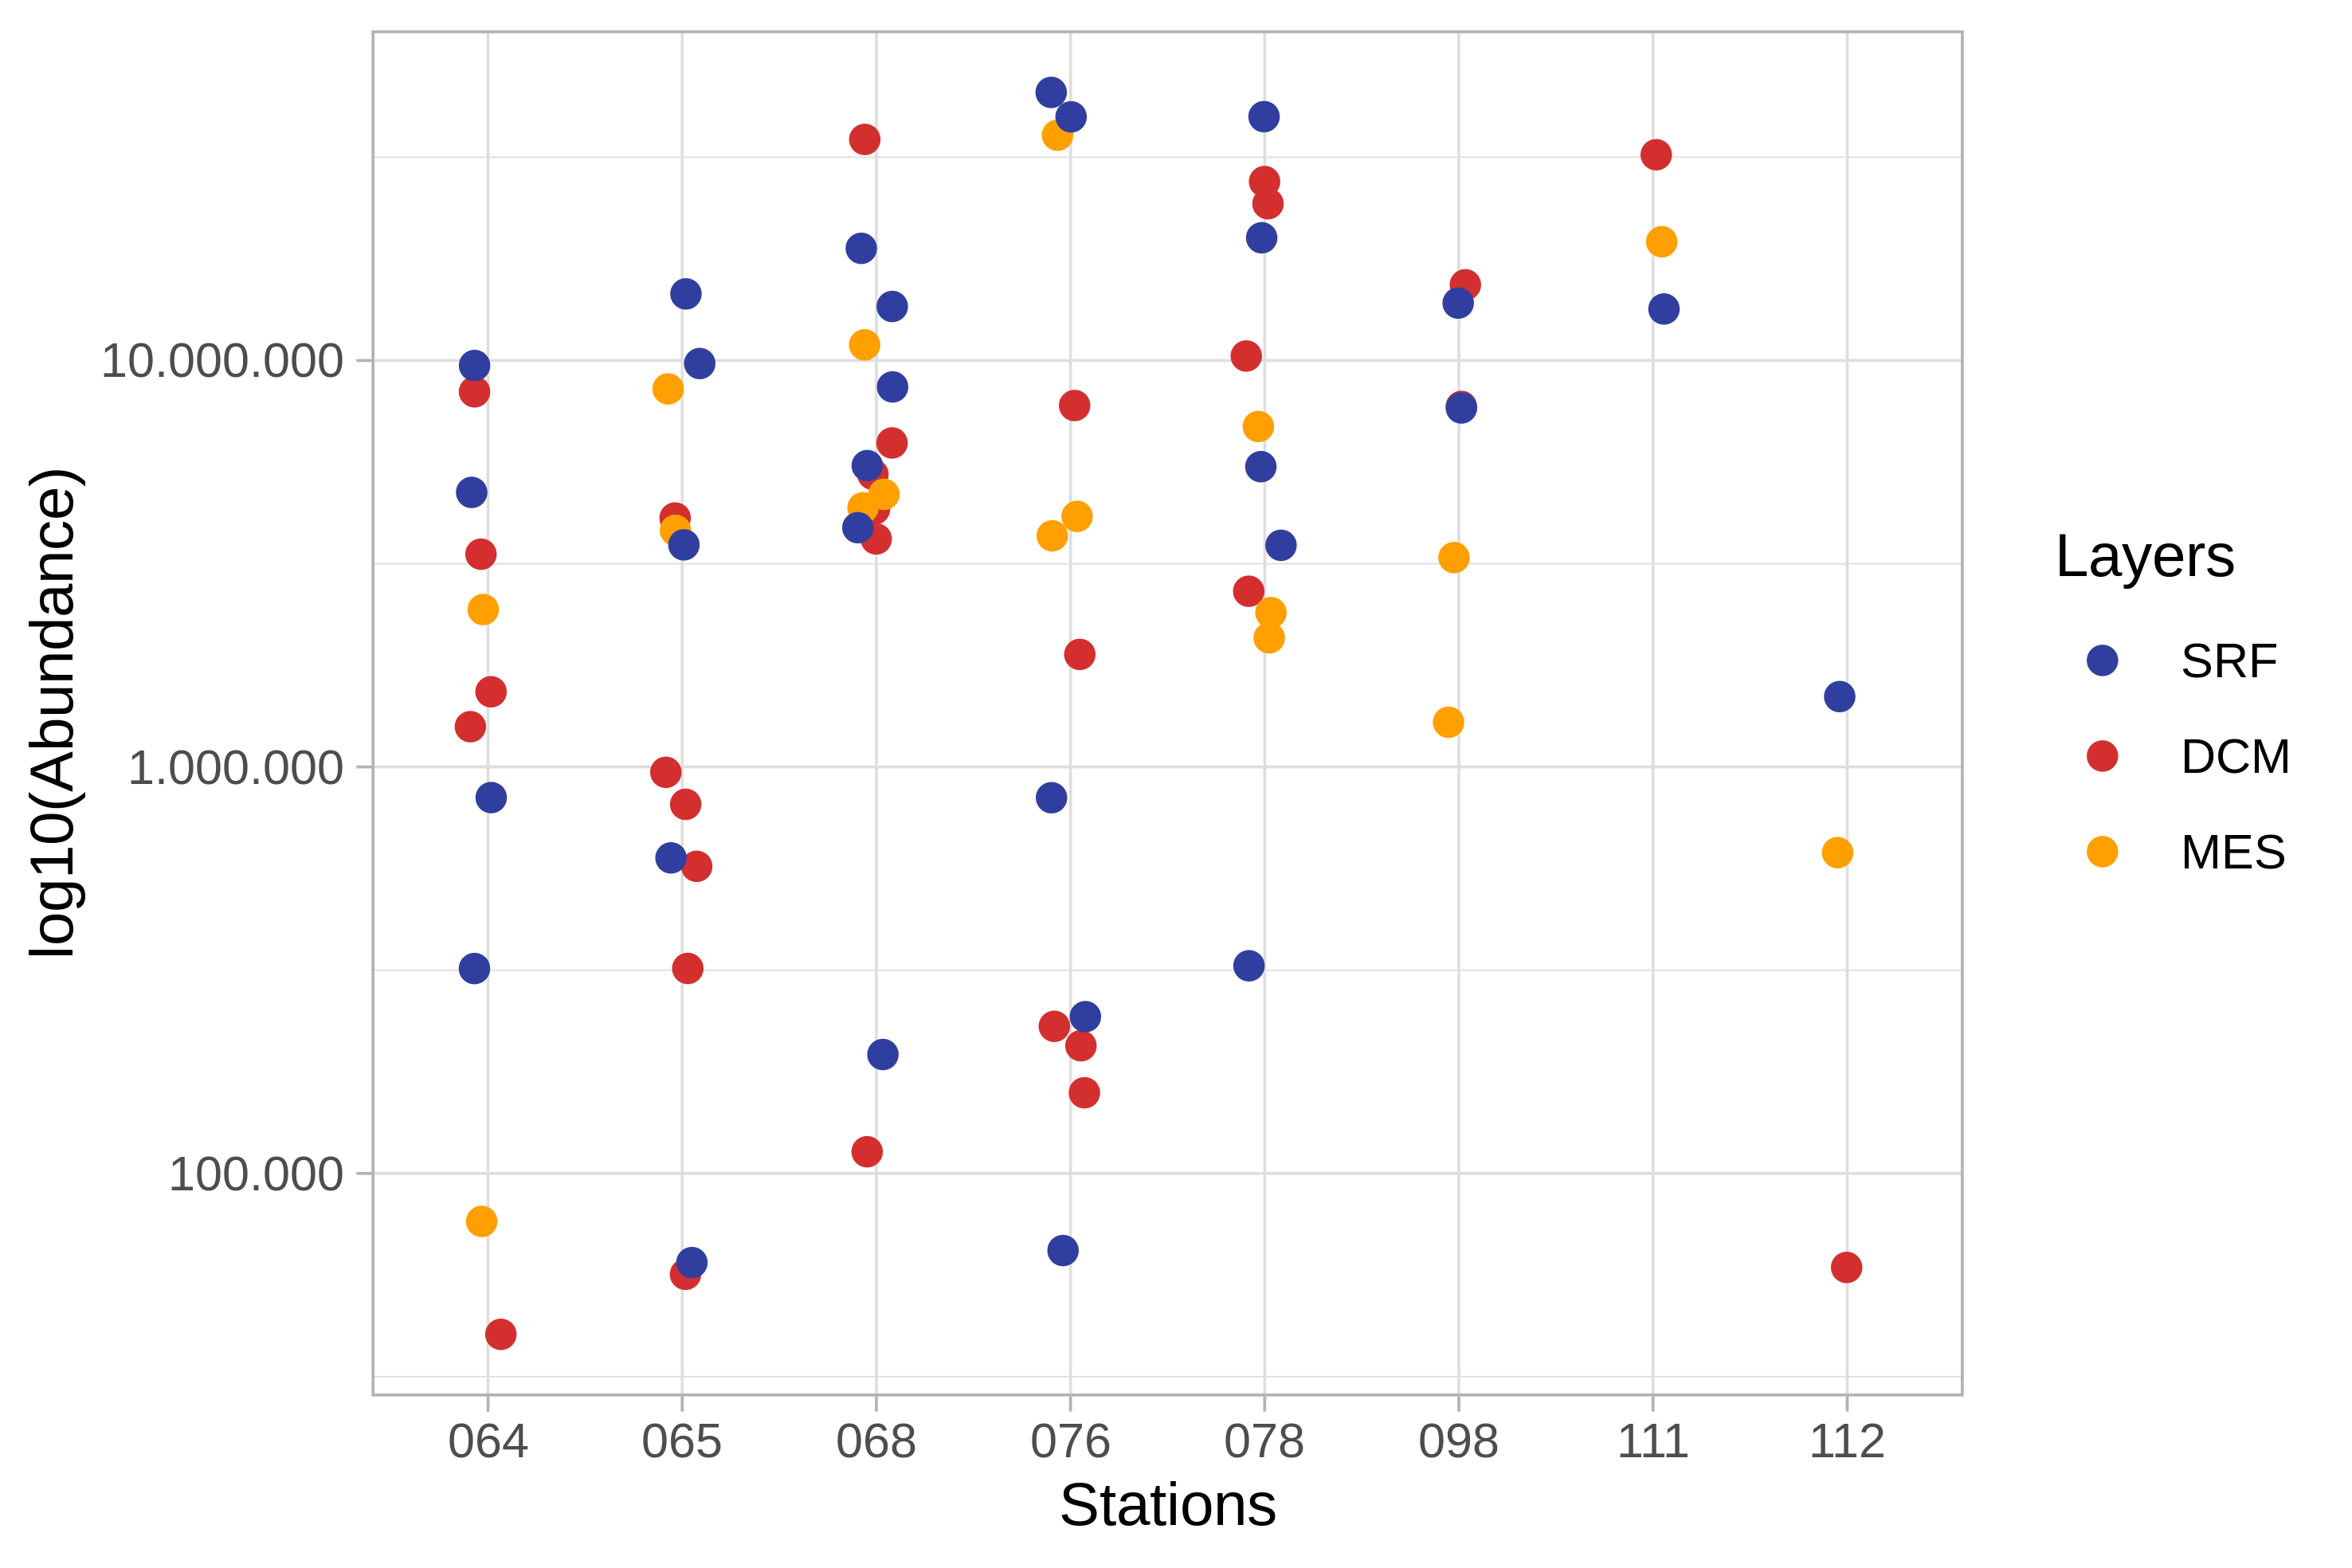 log10(Abundance)
10.000.000
1.000.000
100.000
064 065 068 076 078 098 111 112
Stations
Layers
SRF
DCM
MES